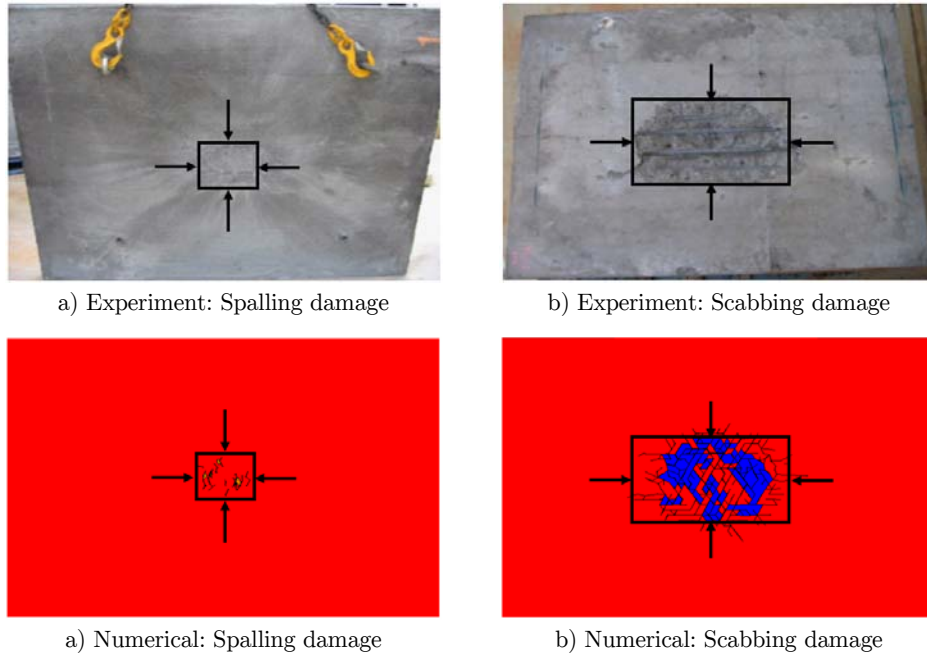 a) Experiment: Spalling damage
b) Experiment: Scabbing damage
a) Numerical: Spalling damage
b) Numerical: Scabbing damage